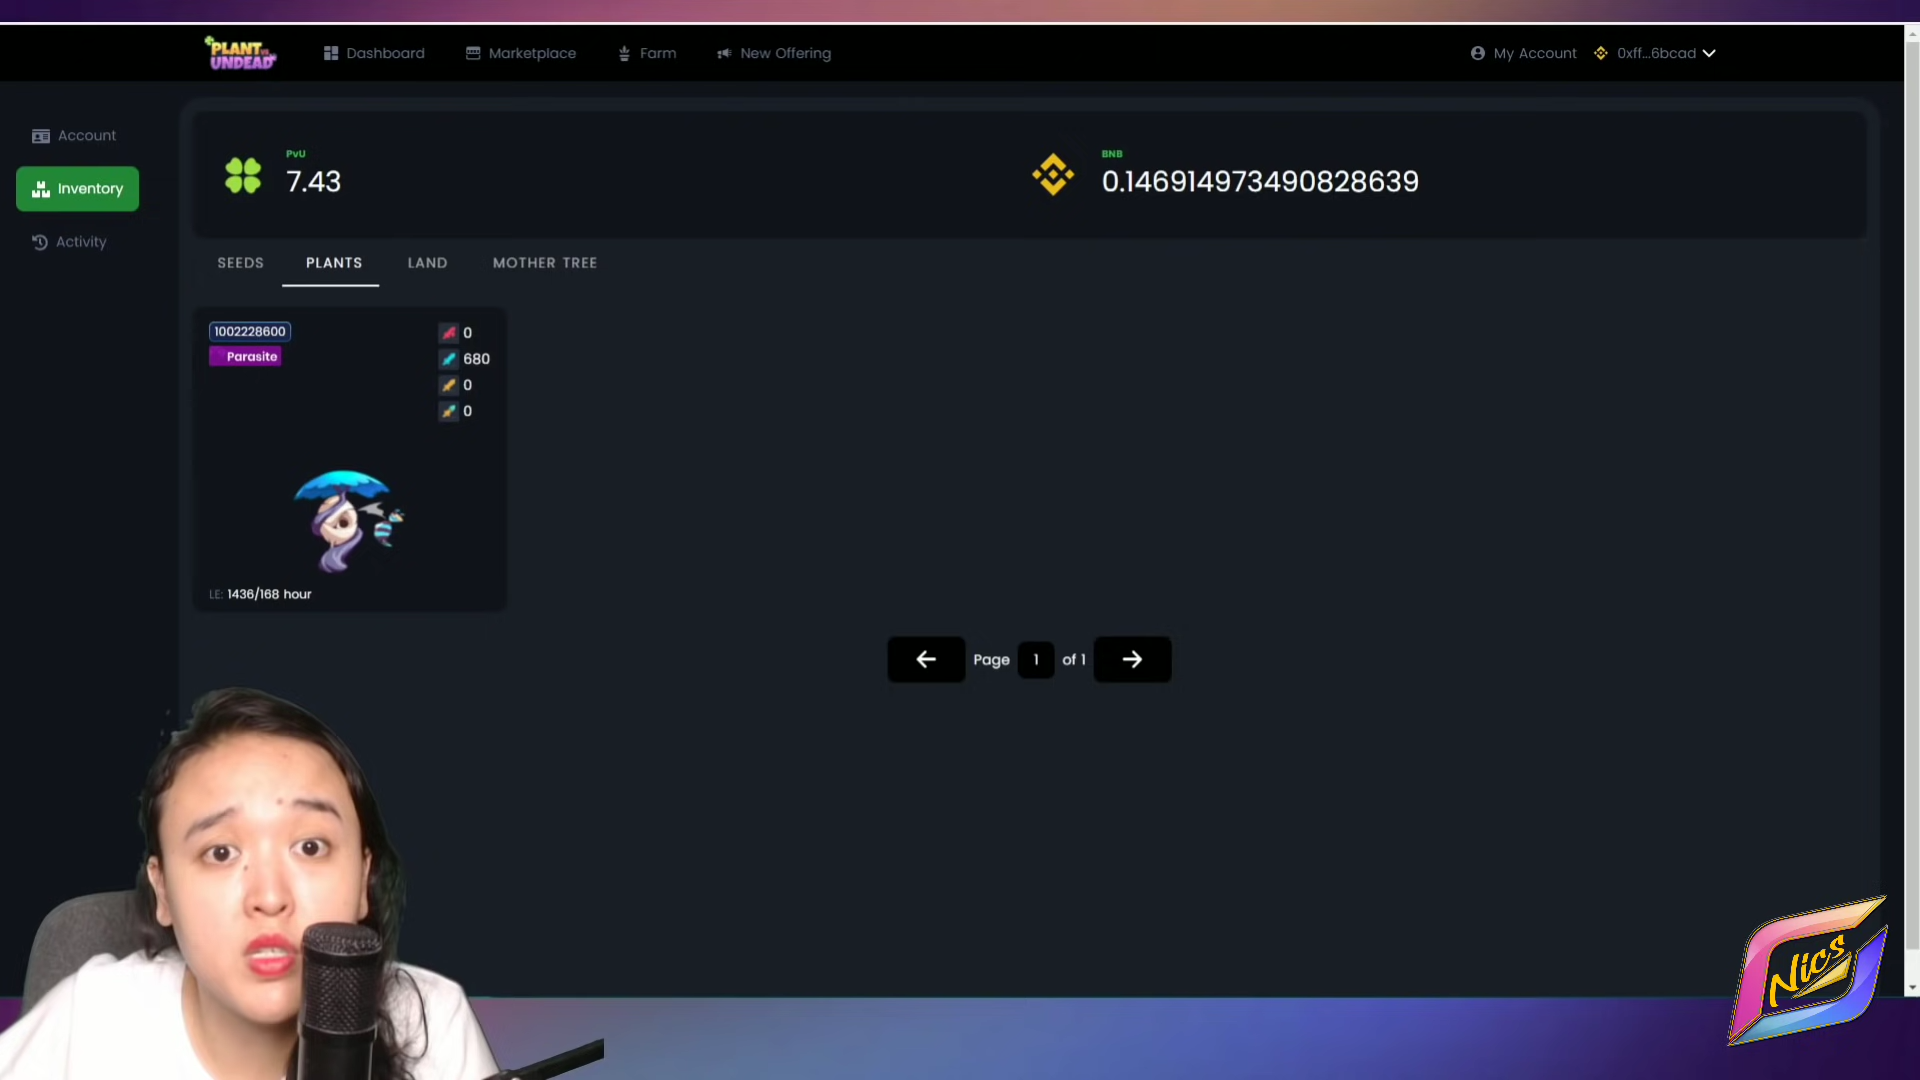 PLANT VS. UNDEAD
Dashboard
Marketplace
Farm
New Offering
My Account
0xff...6bcad
Account
Inventory
Activity
PVU
7.43
BNB
0.146914973490828639
SEEDS
PLANTS
LAND
MOTHER TREE
1002228600
Parasite
0
680
0
0
LE: 1436/168 hour
Page 1 of 1
Nics